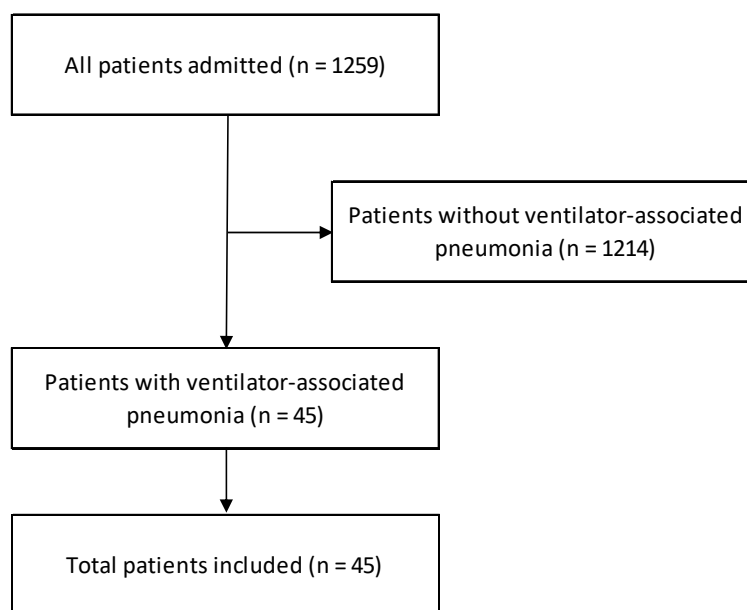 All patients admitted (n = 1259)
Patients without ventilator-associated
pneumonia (n = 1214)
Patients with ventilator-associated
pneumonia (n = 45)
Total patients included (n = 45)